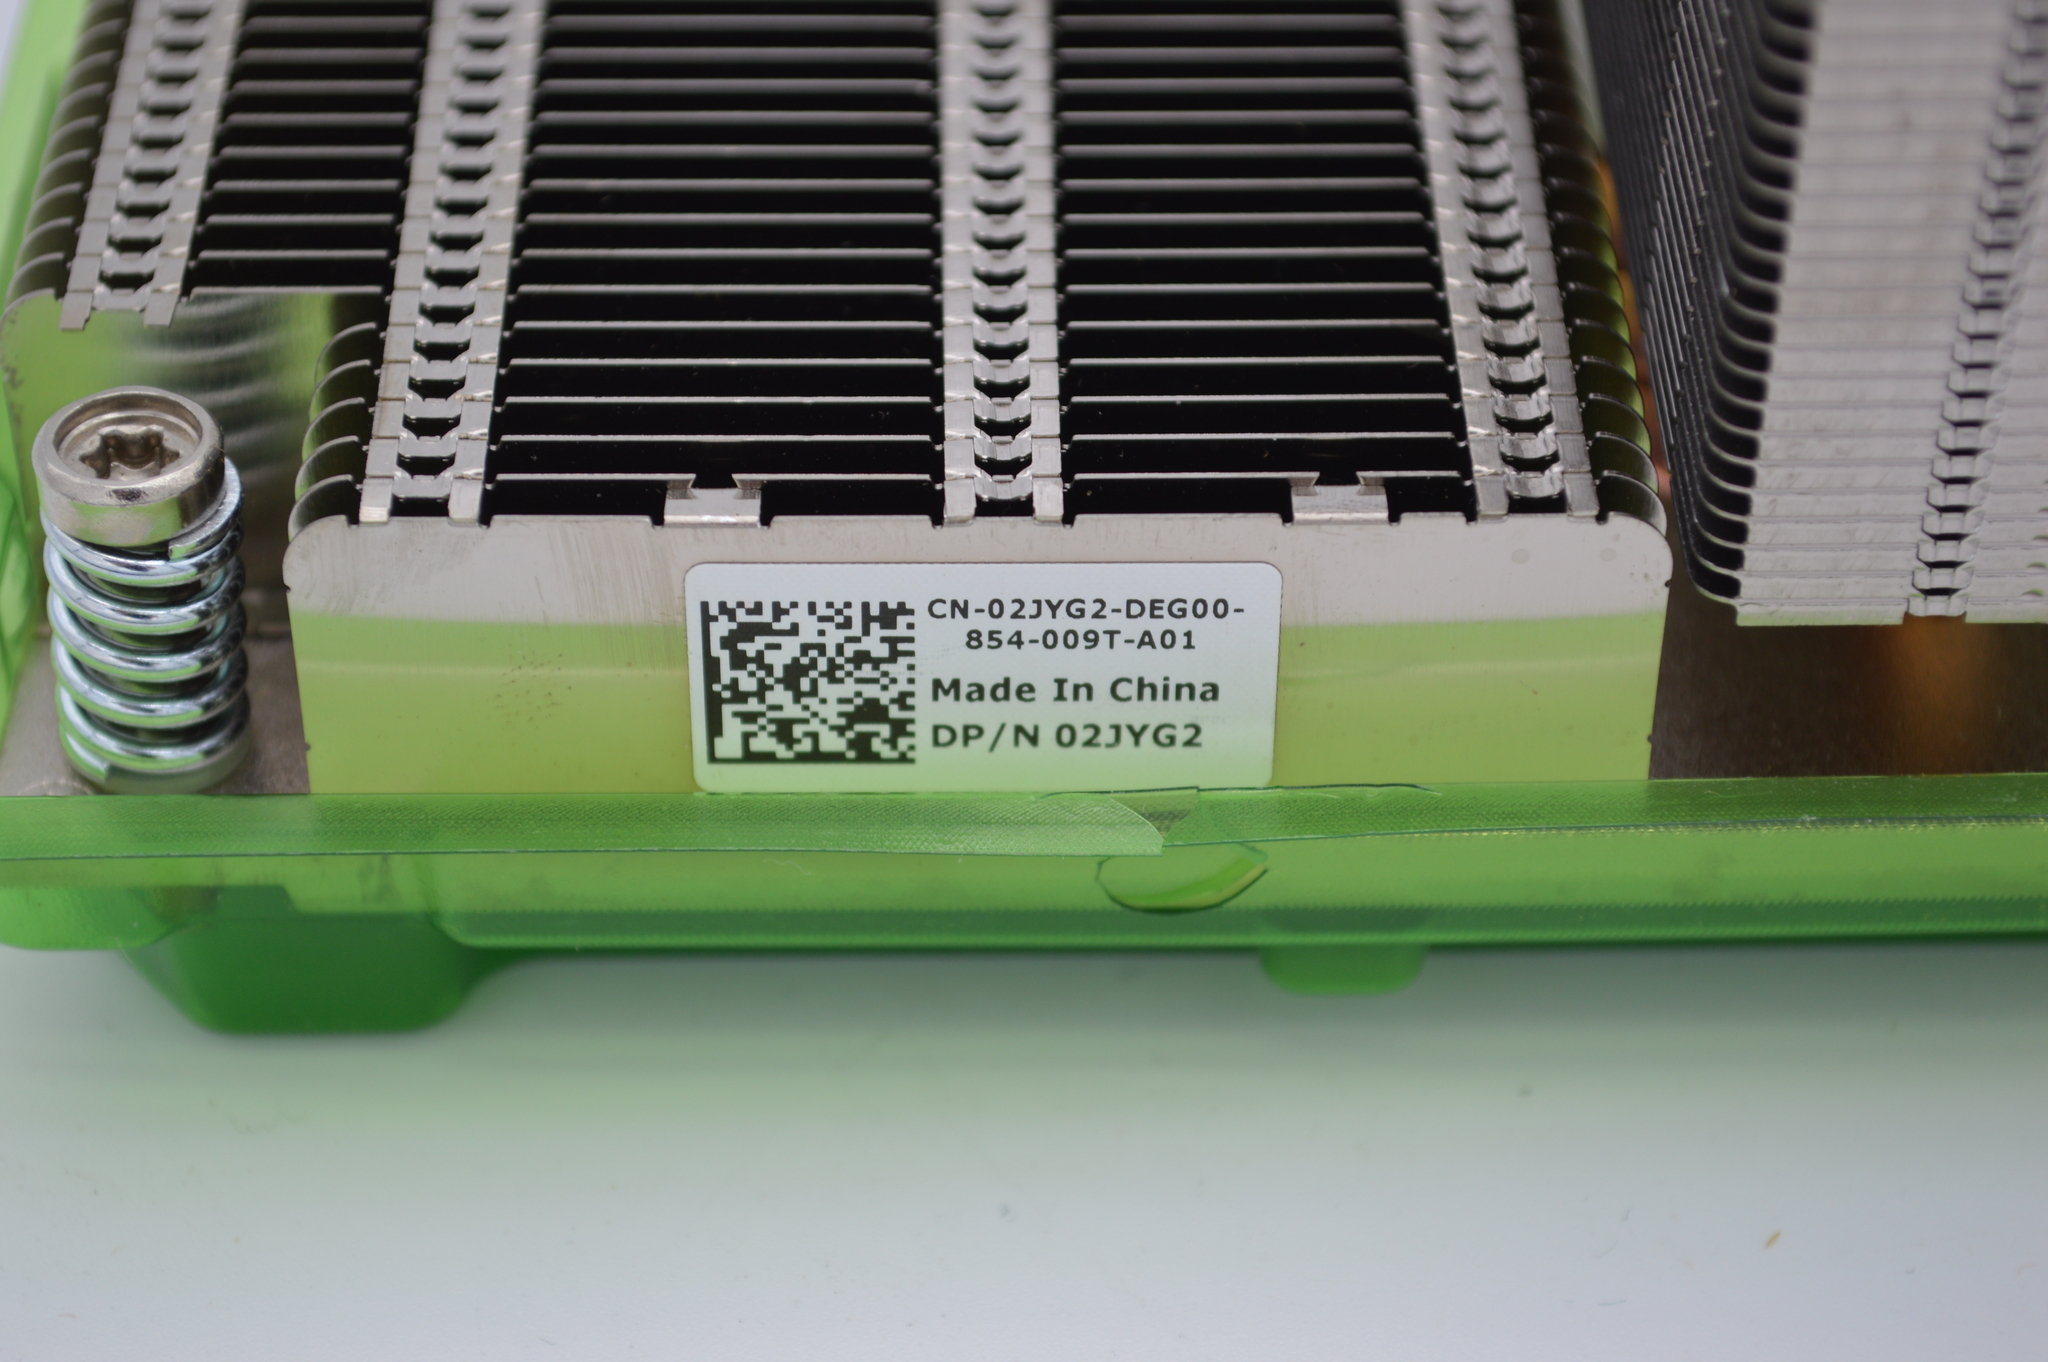 CN-02JYG2-DEG00-
854-009T-A01
Made In China
DP/N 02JYG2